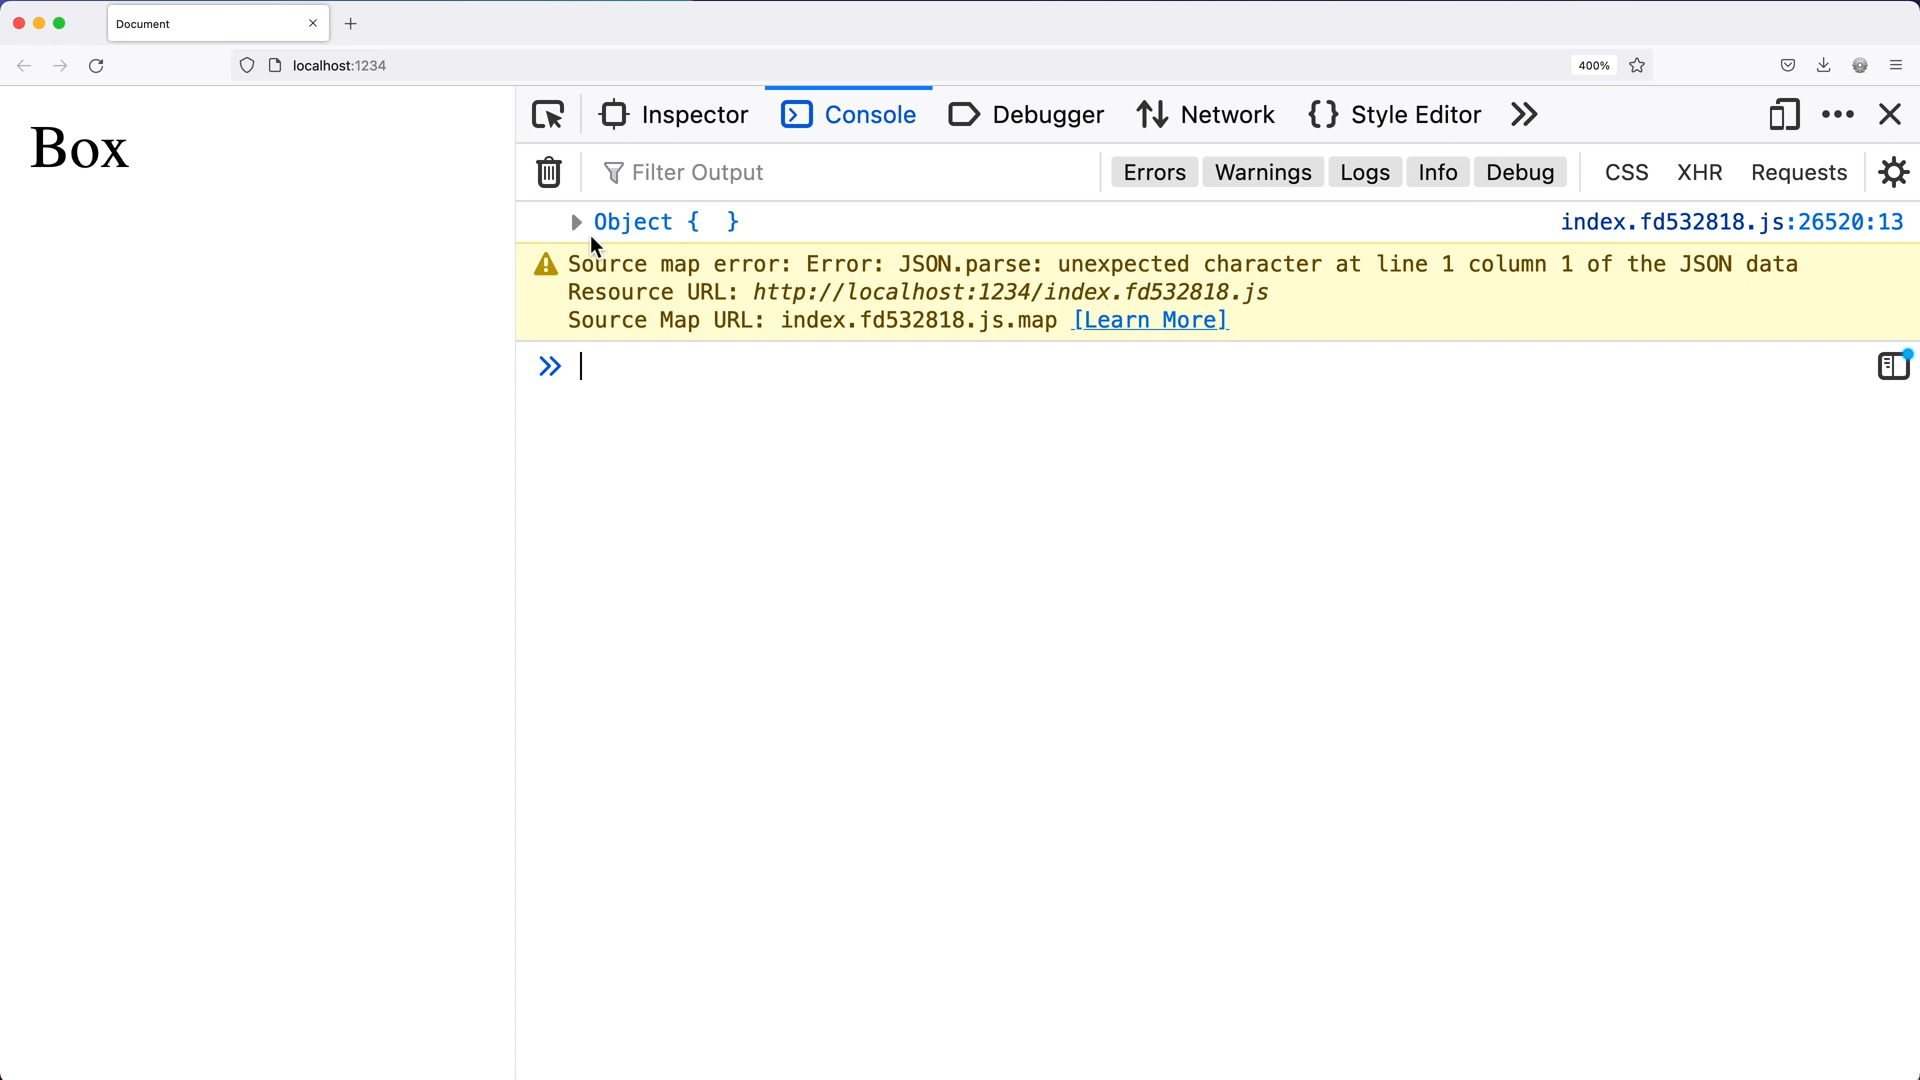 Document
localhost:1234
400%
Box
Inspector
Console
Debugger
Network
{} Style Editor
Filter Output
Errors
Warnings
Logs
Info
Debug
CSS
XHR
Requests
Object { }
index.fd532818.js:26520:13
Source map error: Error: JSON.parse: unexpected character at line 1 column 1 of the JSON data
Resource URL: http://localhost:1234/index.fd532818.js
Source Map URL: index.fd532818.js.map [Learn More]